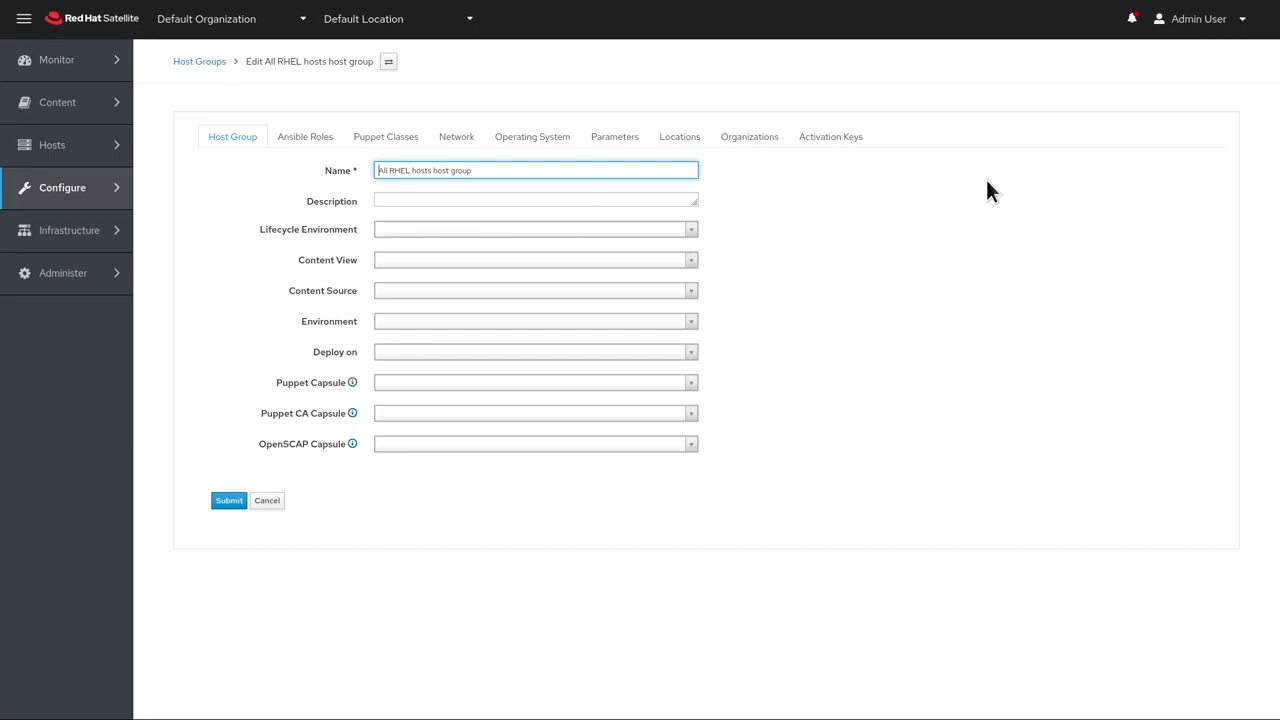 Red Hat Satellite Default Organization Default Location Admin User
Monitor
Content
Hosts
Configure
Infrastructure
Administer
Host Groups Edit All RHEL hosts host group
Host Group Ansible Roles Puppet Classes Network Operating System Parameters Locations Organizations Activation Keys
Name * All RHEL hosts host group
Description
Lifecycle Environment
Content View
Content Source
Environment
Deploy on
Puppet Capsule
Puppet CA Capsule
OpenSCAP Capsule
Submit Cancel